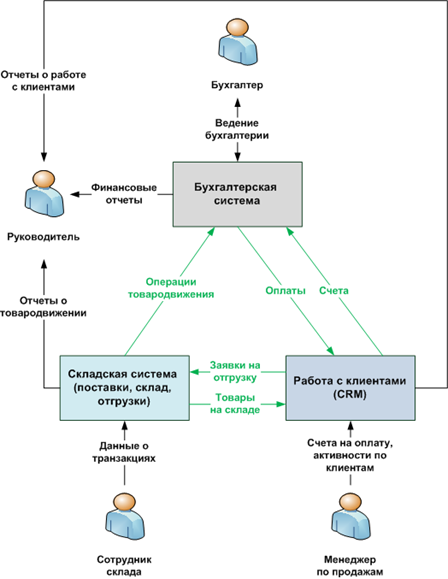 Отчеты о работе
с клиентами
Бухгалтер
Ведение
бухгалтерии
Финансовые
отчеты
Бухгалтерская
система
Руководитель
Операции
товародвижения
Оплаты
Счета
Отчеты о
товародвижении
Складская система
(поставки, склад,
отгрузки)
Заявки на
отгрузку
Товары
на складе
Работа с клиентами
(CRM)
Данные о
транзакциях
Счета на оплату,
активности по
клиентам
Сотрудник
склада
Менеджер
по продажам